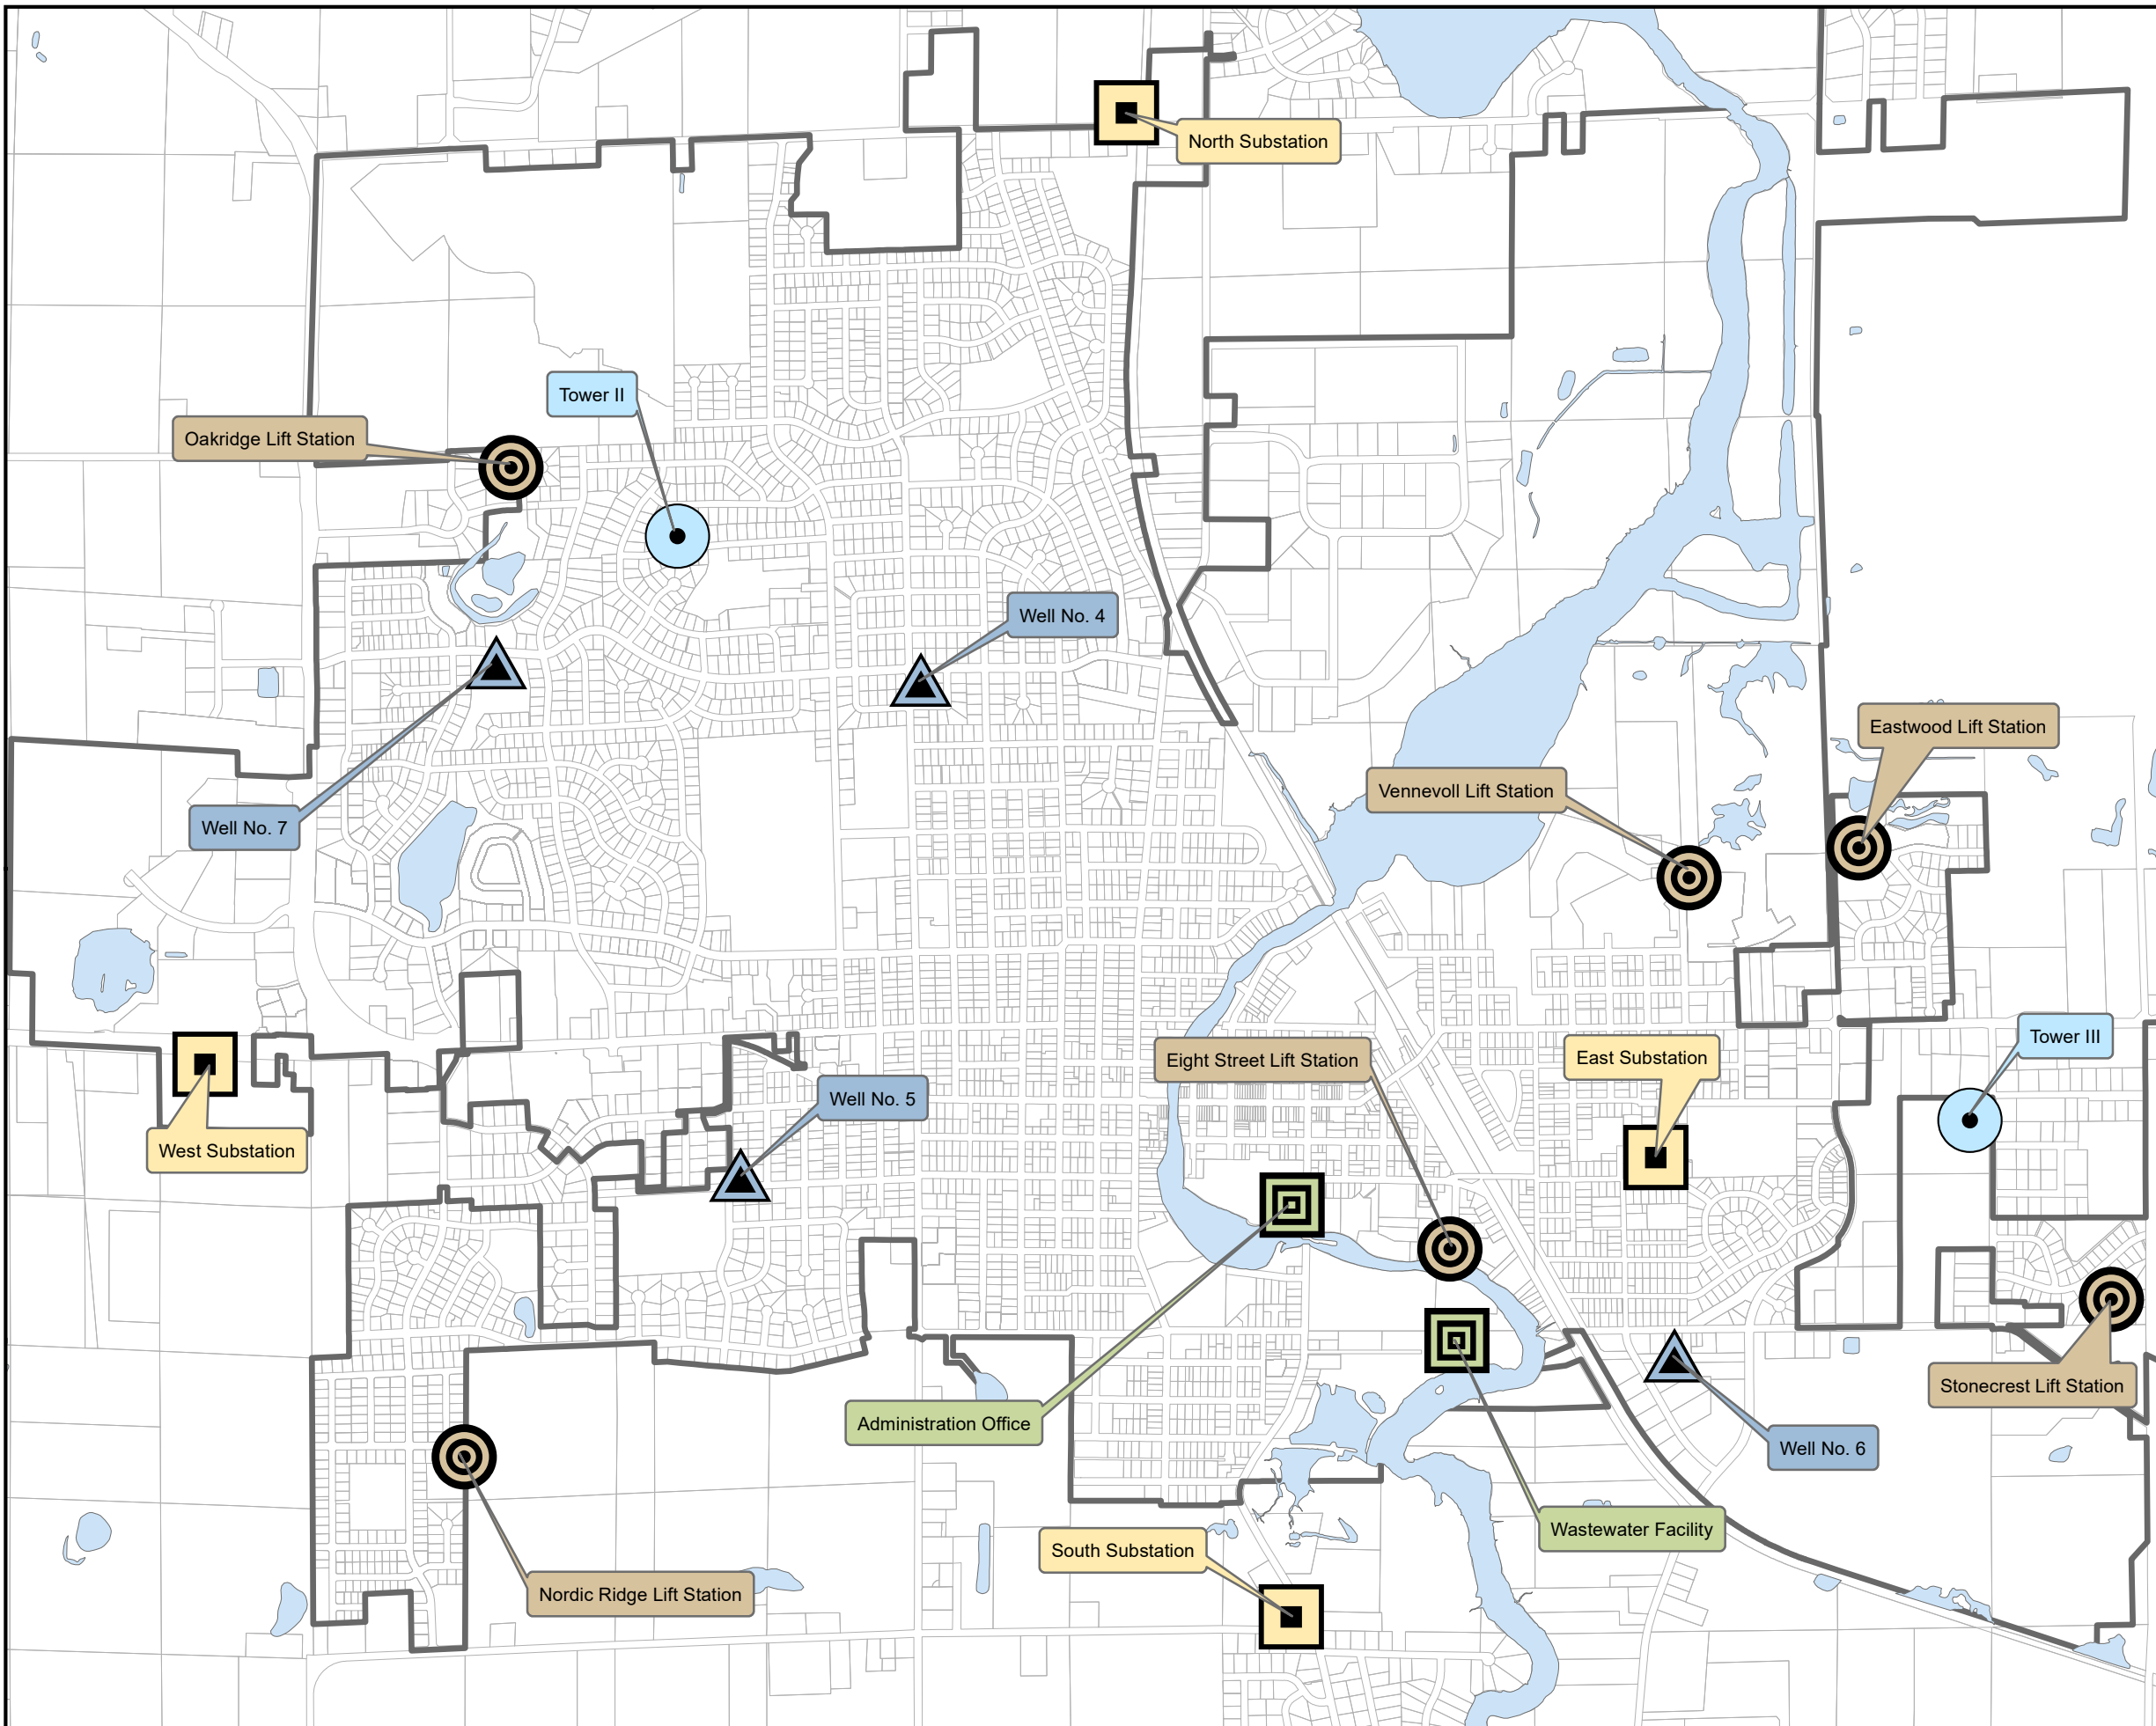 North Substation
Tower II
Oakridge Lift Station
Well No. 4
Eastwood Lift Station
Vennevoll Lift Station
Well No. 7
Tower III
East Substation
Eight Street Lift Station
Well No. 5
West Substation
Stonecrest Lift Station
Administration Office
Well No. 6
Wastewater Facility
South Substation
Nordic Ridge Lift Station